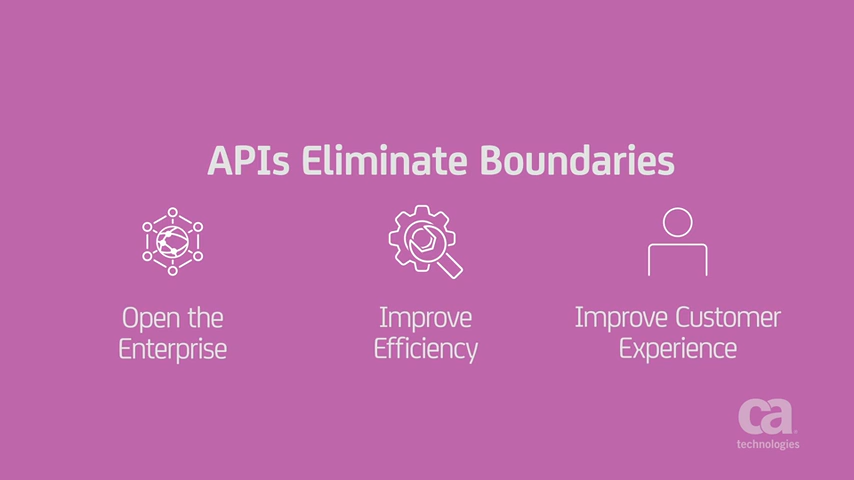 APIs Eliminate Boundaries
Open the
Enterprise
Improve
Efficiency
Improve Customer
Experience
ca
technologies